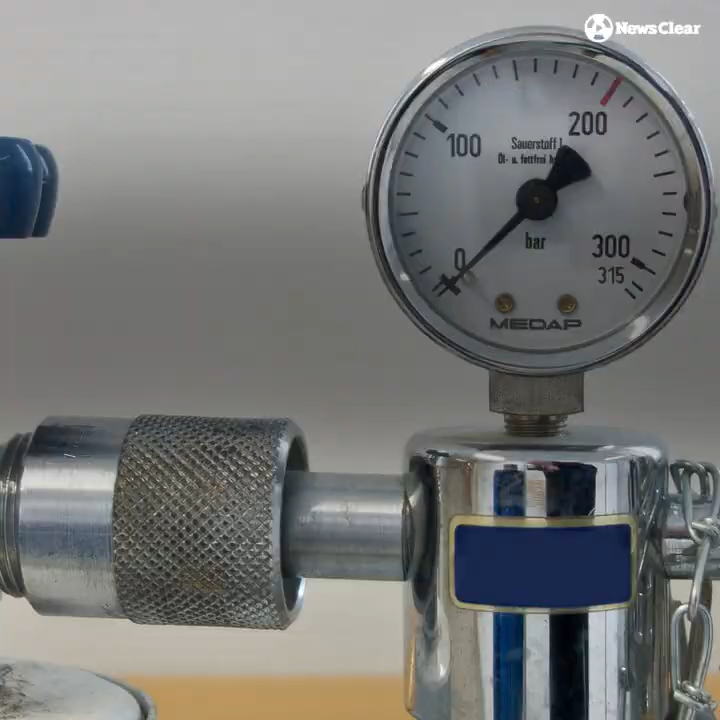 NewsClear
200
100
Sauerstoff !
Öl- u. fettfrei
bar
0
300
315
MEDAP